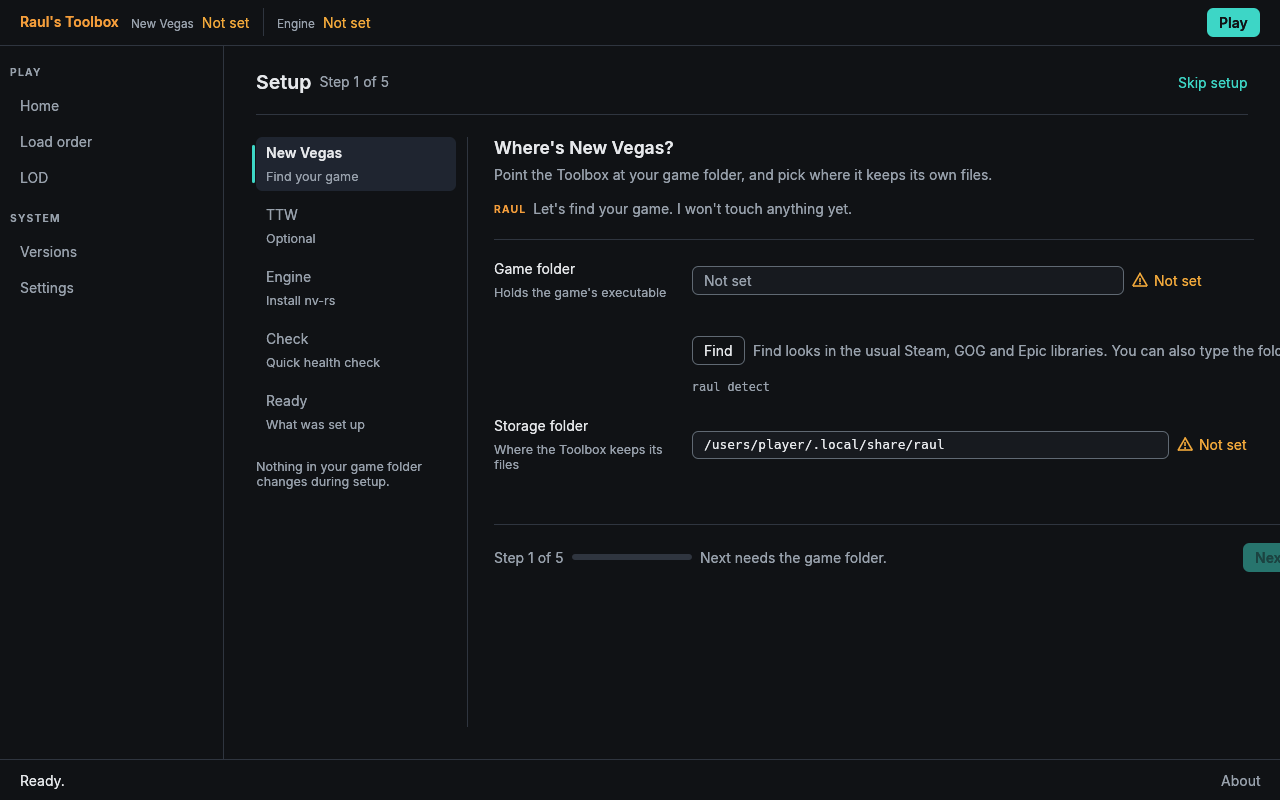 Raul's Toolbox New Vegas Not set Engine Not set Play
PLAY
Home
Load order
LOD
SYSTEM
Versions
Settings
Setup Step 1 of 5 Skip setup
New Vegas
Find your game
TTW
Optional
Engine
Install nv-rs
Check
Quick health check
Ready
What was set up
Nothing in your game folder
changes during setup.
Where's New Vegas?
Point the Toolbox at your game folder, and pick where it keeps its own files.
RAUL Let's find your game. I won't touch anything yet.
Game folder
Holds the game's executable
Not set Not set
Find Find looks in the usual Steam, GOG and Epic libraries. You can also type the
raul detect
Storage folder
Where the Toolbox keeps its
files
/users/player/.local/share/raul Not set
Step 1 of 5 Next needs the game folder.
Ready. About